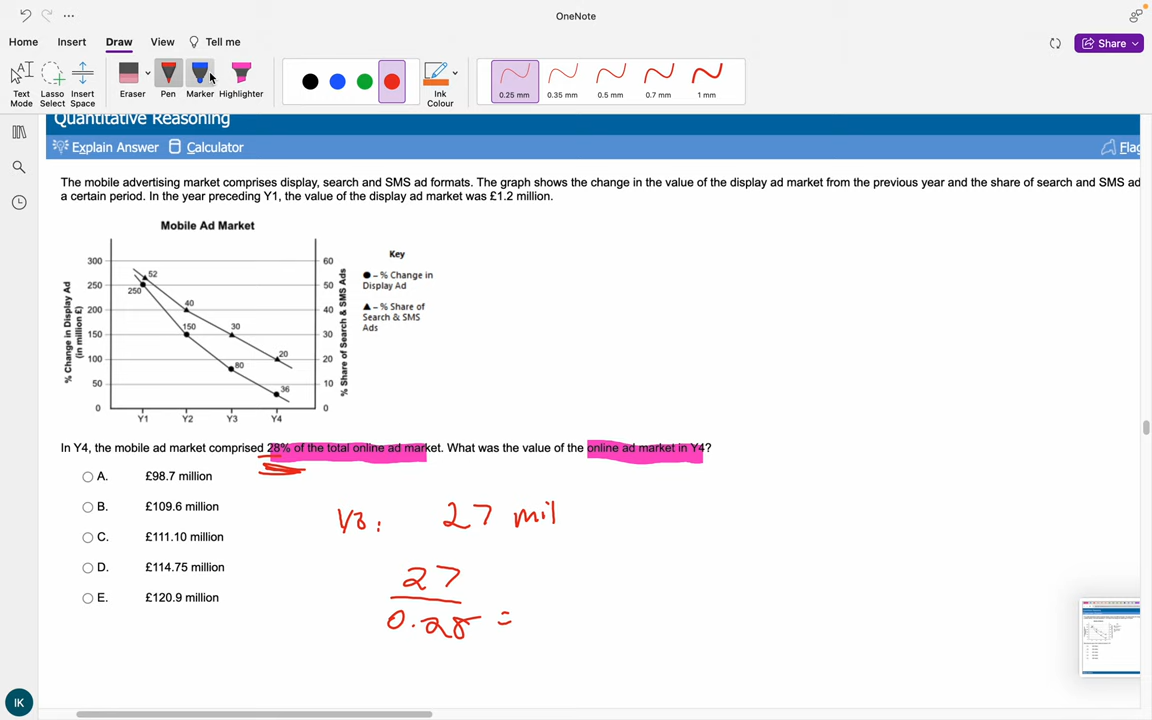 OneNote
Home Insert Draw View Tell me
Share
Text Mode
Lasso Select
Insert Space
Eraser
Pen
Marker
Highlighter
Ink Colour
0.25 mm
0.35 mm
0.5 mm
0.7 mm
1 mm
Quantitative Reasoning
Explain Answer Calculator
Flag
The mobile advertising market comprises display, search and SMS ad formats. The graph shows the change in the value of the display ad market from the previous year and the share of search and SMS ad
a certain period. In the year preceding Y1, the value of the display ad market was £1.2 million.
Mobile Ad Market
% Change in Display Ad
(in million £)
300
250
200
150
100
50
0
52
250
40
150
30
80
20
36
Y1 Y2 Y3 Y4
60
50
40
30
20
10
0
% Share of Search & SMS Ads
Key
– % Change in
Display Ad
– % Share of
Search & SMS
Ads
In Y4, the mobile ad market comprised 28% of the total online ad market. What was the value of the online ad market in Y4?
A. £98.7 million
B. £109.6 million
C. £111.10 million
D. £114.75 million
E. £120.9 million
Y3: 27 mil
27
0.28 =
IK